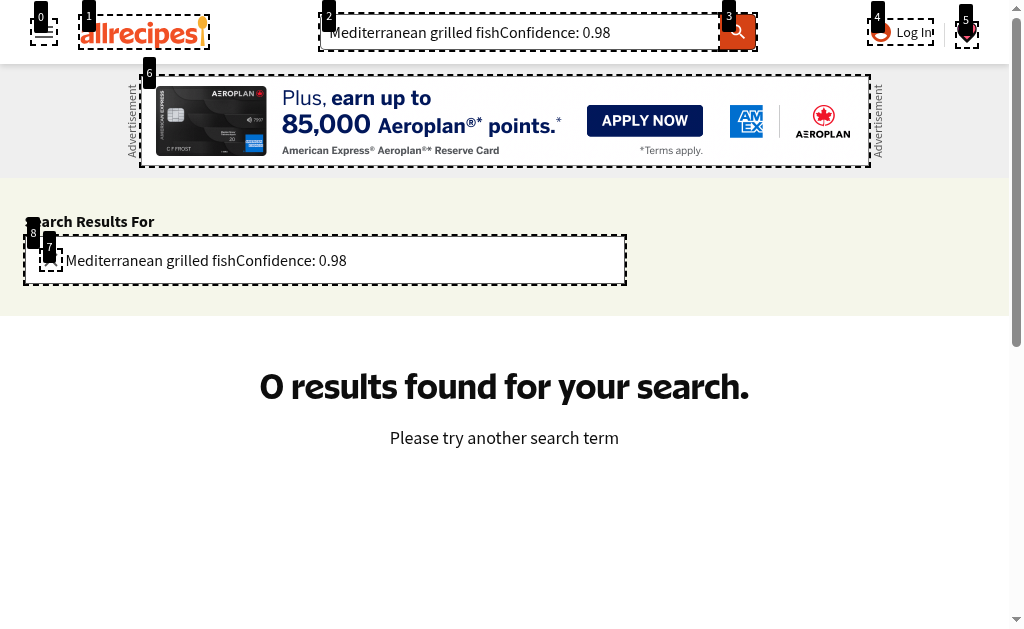 0
1
2
3
4
5
allrecipes
Mediterranean grilled fishConfidence: 0.98
Log In
6
Advertisement
AMERICAN EXPRESS
AEROPLAN
C F FROST
Plus, earn up to
85,000 Aeroplan®* points.*
American Express® Aeroplan®* Reserve Card
APPLY NOW
*Terms apply.
AM
EX
AEROPLAN
Advertisement
Search Results For
8
7
Mediterranean grilled fishConfidence: 0.98
0 results found for your search.
Please try another search term